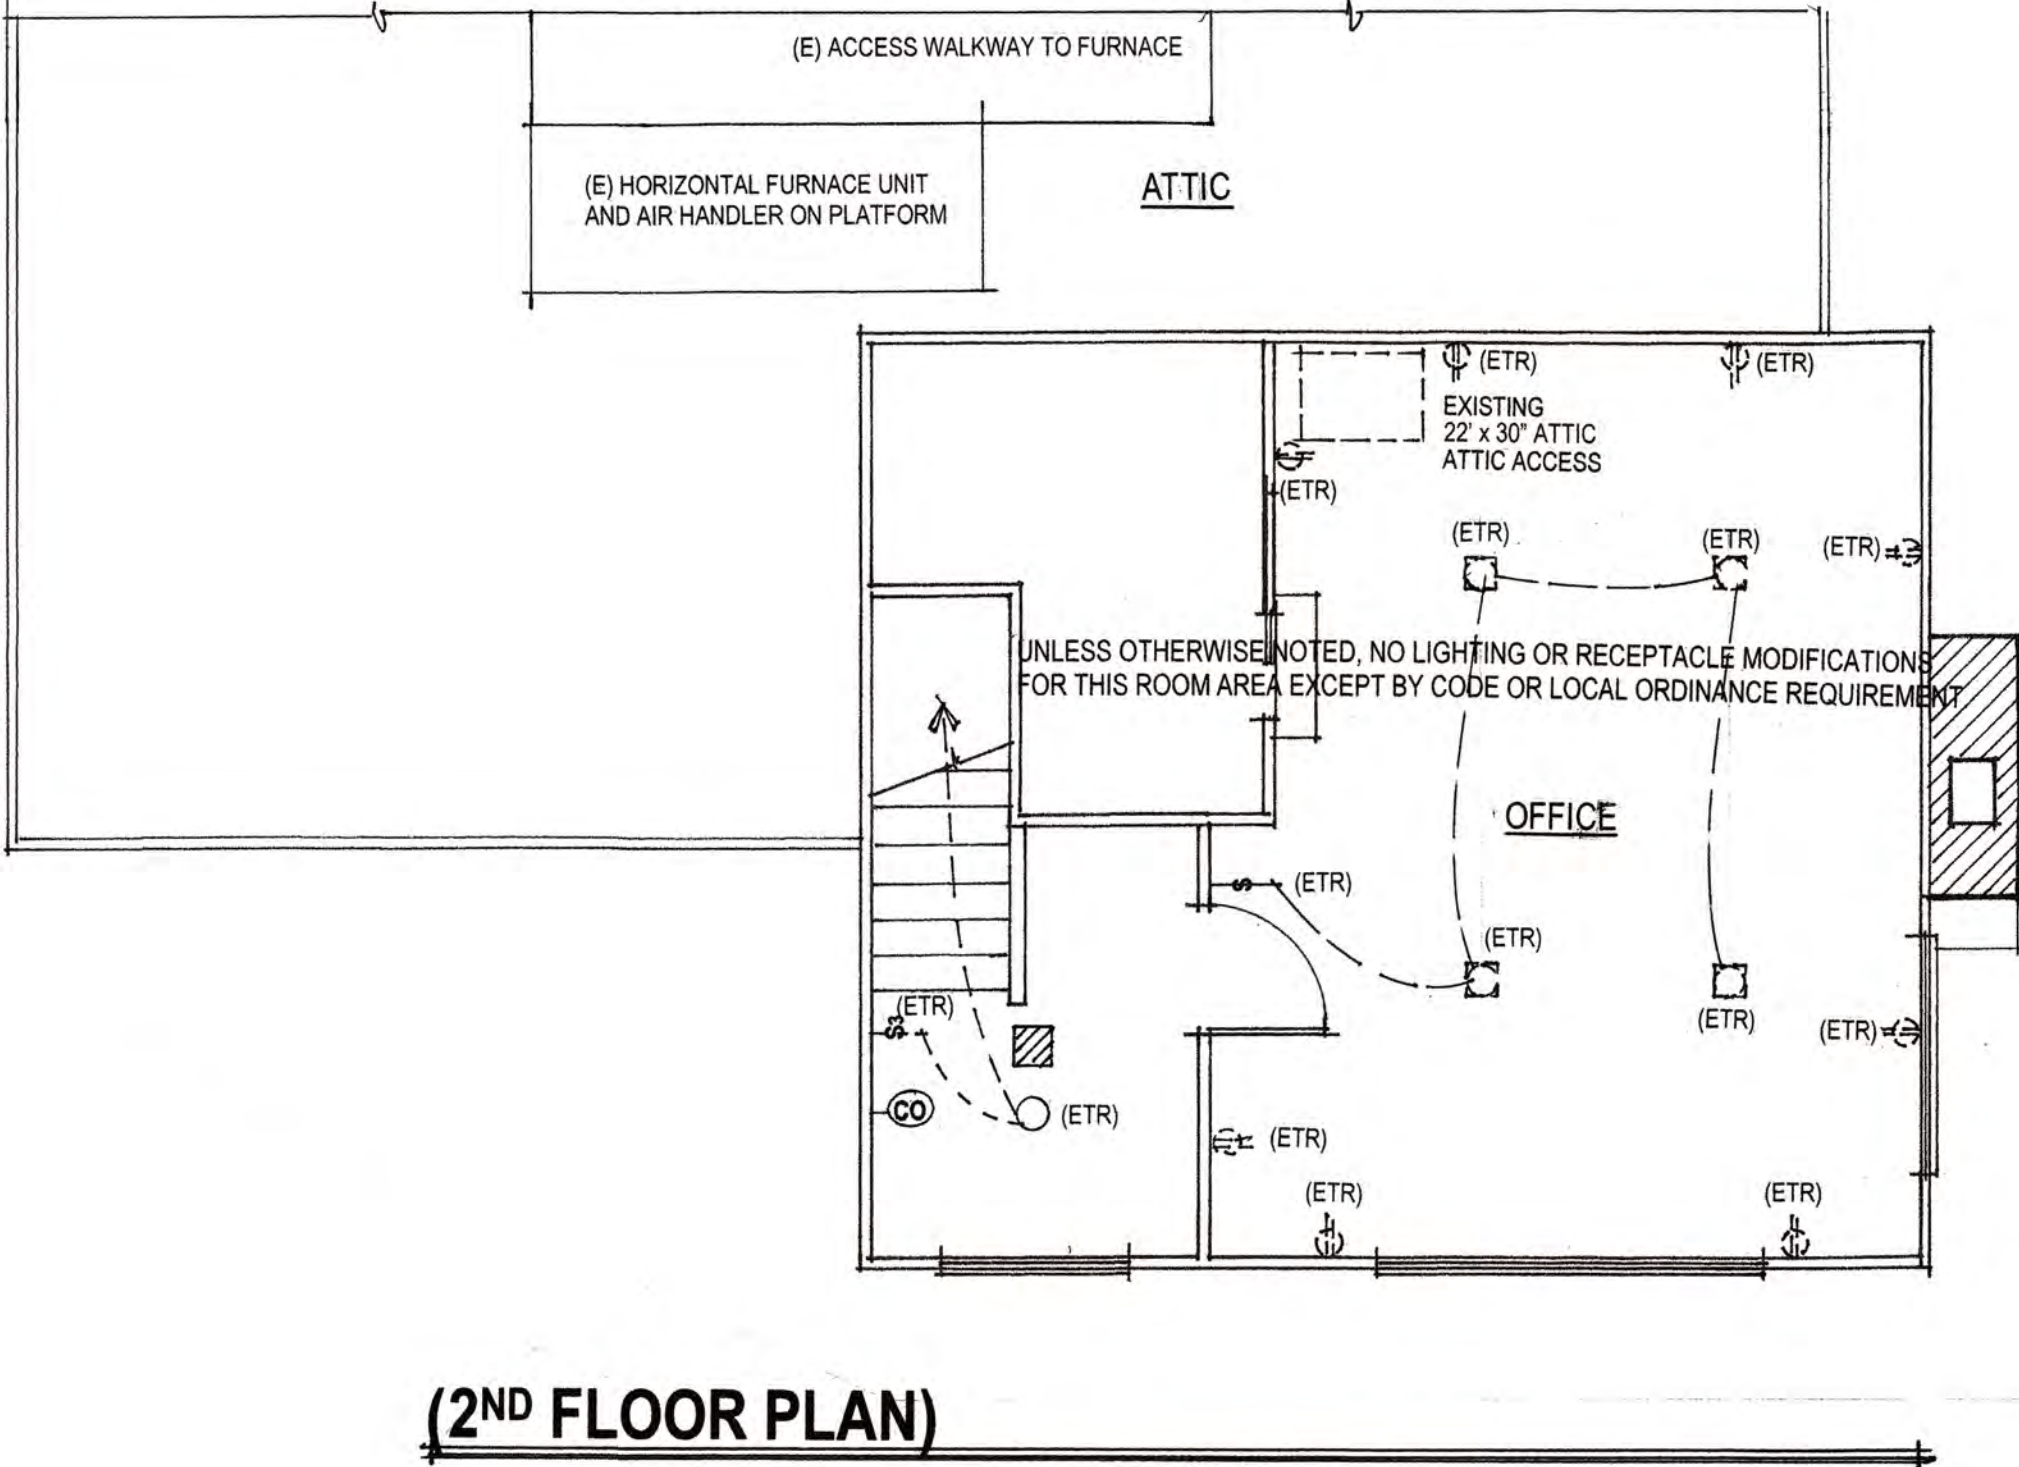 (E) ACCESS WALKWAY TO FURNACE
(E) HORIZONTAL FURNACE UNIT
AND AIR HANDLER ON PLATFORM
ATTIC
(ETR)
(ETR)
EXISTING
22' x 30" ATTIC
ATTIC ACCESS
(ETR)
(ETR)
(ETR)
(ETR)
UNLESS OTHERWISE NOTED, NO LIGHTING OR RECEPTACLE MODIFICATIONS
FOR THIS ROOM AREA EXCEPT BY CODE OR LOCAL ORDINANCE REQUIREMENT
OFFICE
S
(ETR)
(ETR)
(ETR)
S3
(ETR)
(ETR)
CO
(ETR)
(ETR)
(ETR)
(ETR)
(2ND FLOOR PLAN)